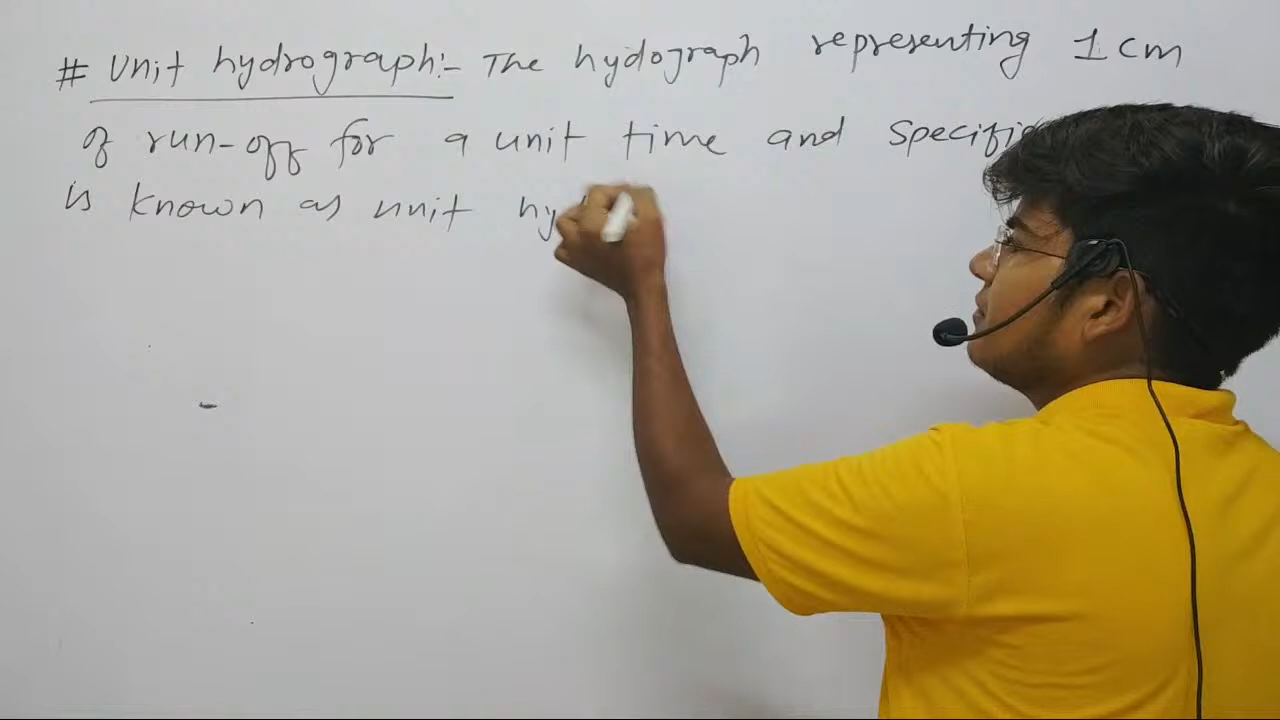 # Unit hydrograph:- The hydograph representing 1 cm
of run-off for a unit time and
is known as unit